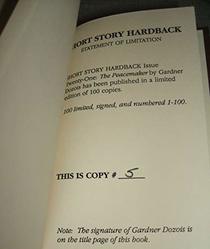 HORT STORY HARDBACK
STATEMENT OF LIMITATION
SHORT STORY HARDBACK Issue
Twenty-One: The Peacemaker by Gardner
Dozois has been published in a limited
edition of 100 copies.
100 limited, signed, and numbered 1-100.
THIS IS COPY # 5
Note: The signature of Gardner Dozois is
on the title page of this book.